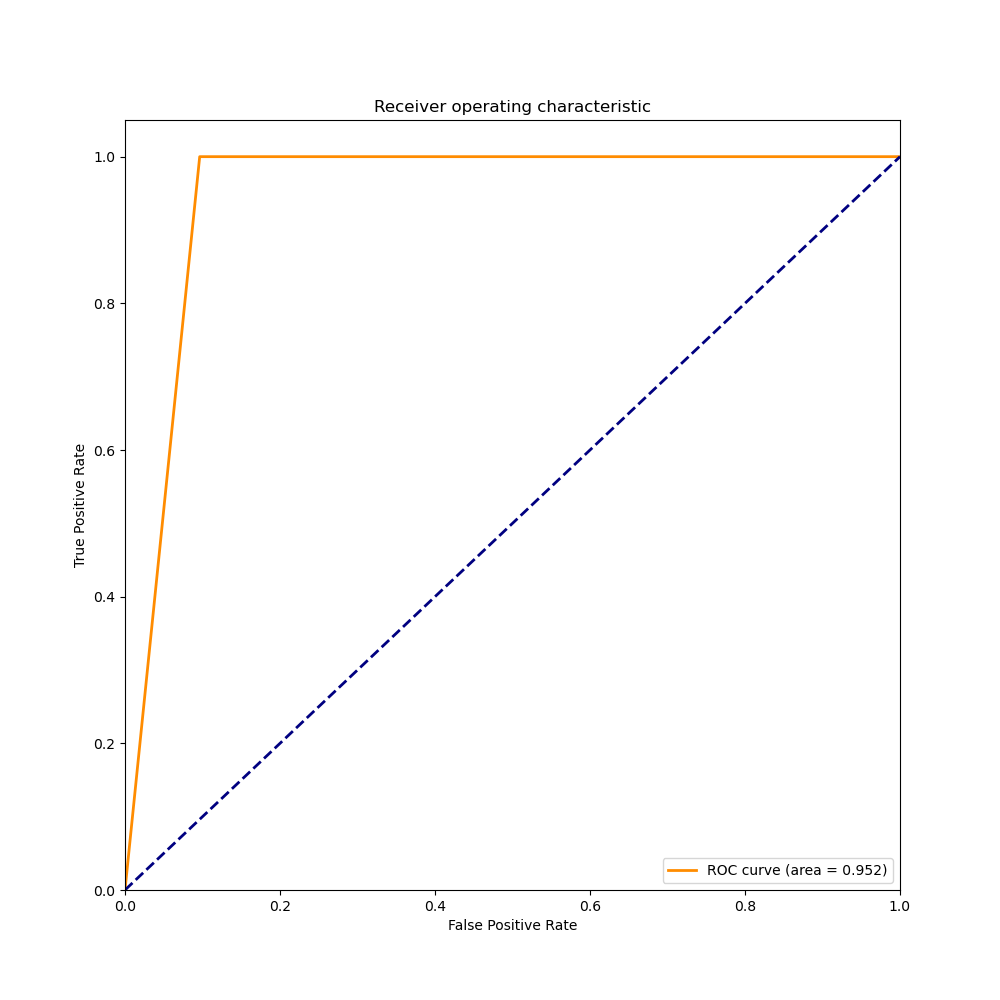 Receiver operating characteristic
1.0
0.8
0.6
0.4
0.2
0.0
True Positive Rate
0.0 0.2 0.4 0.6 0.8 1.0
False Positive Rate
ROC curve (area = 0.952)